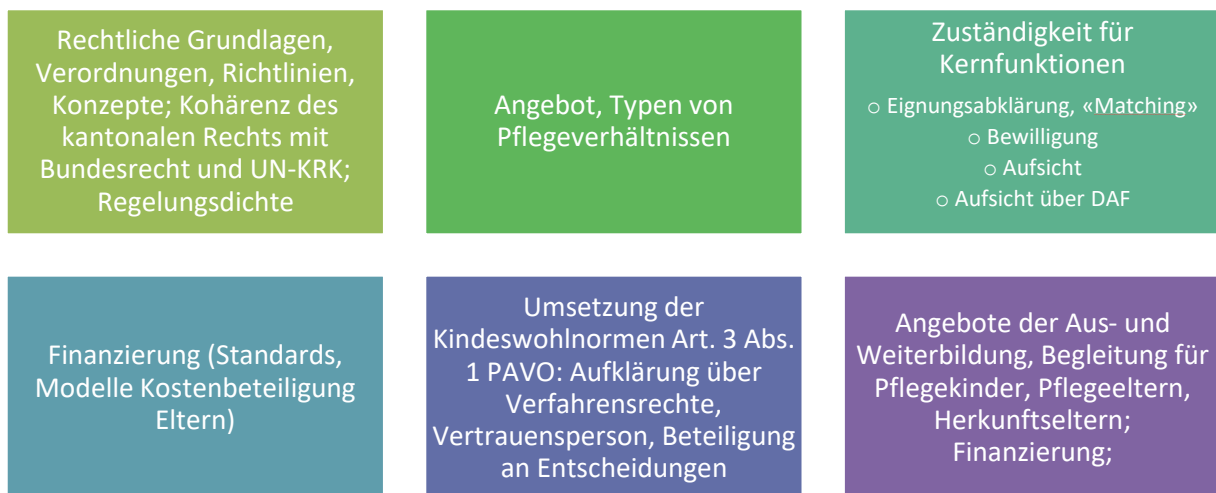 Rechtliche Grundlagen,
Verordnungen, Richtlinien,
Konzepte; Kohärenz des
kantonalen Rechts mit
Bundesrecht und UN-KRK;
Regelungsdichte
Angebot, Typen von
Pflegeverhältnissen
Zuständigkeit für
Kernfunktionen
o Eignungsabklärung, «Matching»
o Bewilligung
o Aufsicht
o Aufsicht über DAF
Finanzierung (Standards,
Modelle Kostenbeteiligung
Eltern)
Umsetzung der
Kindeswohlnormen Art. 3 Abs.
1 PAVO: Aufklärung über
Verfahrensrechte,
Vertrauensperson, Beteiligung
an Entscheidungen
Angebote der Aus- und
Weiterbildung, Begleitung für
Pflegekinder, Pflegeeltern,
Herkunftseltern;
Finanzierung;